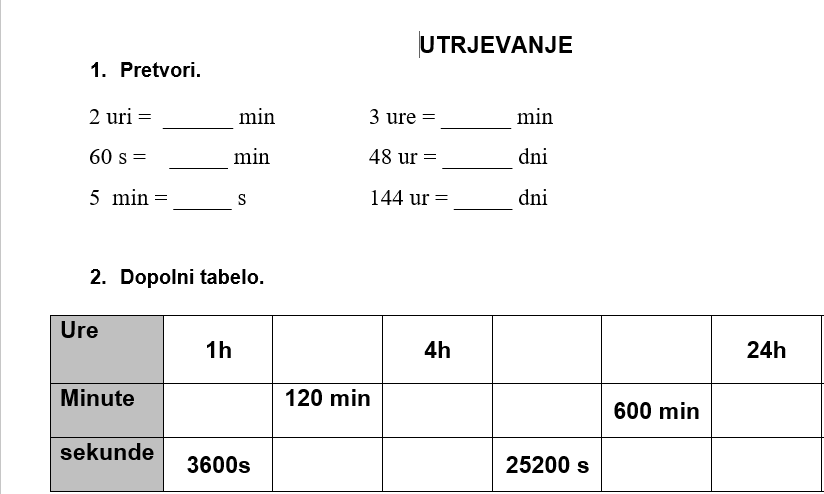 UTRJEVANJE
1. Pretvori.
2 uri = ______ min 3 ure = ______ min
60 s = _____ min 48 ur = ______ dni
5 min = _____ s 144 ur = _____ dni
2. Dopolni tabelo.
Ure 1h 4h 24h
Minute 120 min 600 min
sekunde 3600s 25200 s